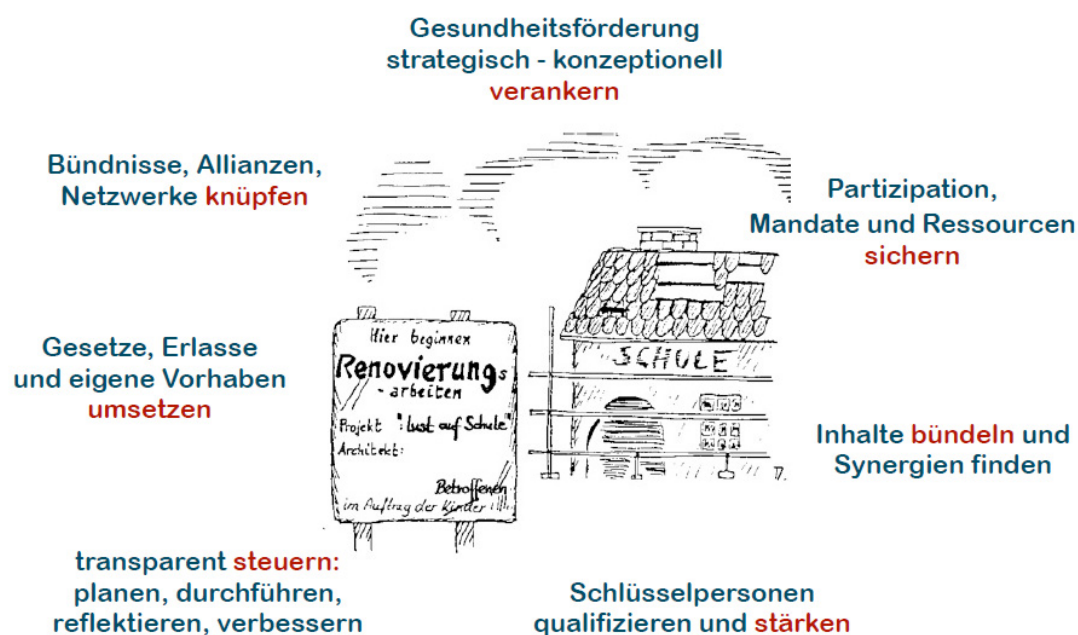 Gesundheitsförderung
strategisch - konzeptionell
verankern
Bündnisse, Allianzen,
Netzwerke knüpfen
Partizipation,
Mandate und Ressourcen
sichern
Gesetze, Erlasse
und eigene Vorhaben
umsetzen
Hier beginnen
Renovierungs
- arbeiten
Projekt "Lust auf Schule"
Architekt:
Betroffenen
im Auftrag der Kinder !!!!
SCHULE
Inhalte bündeln und
Synergien finden
transparent steuern:
planen, durchführen,
reflektieren, verbessern
Schlüsselpersonen
qualifizieren und stärken